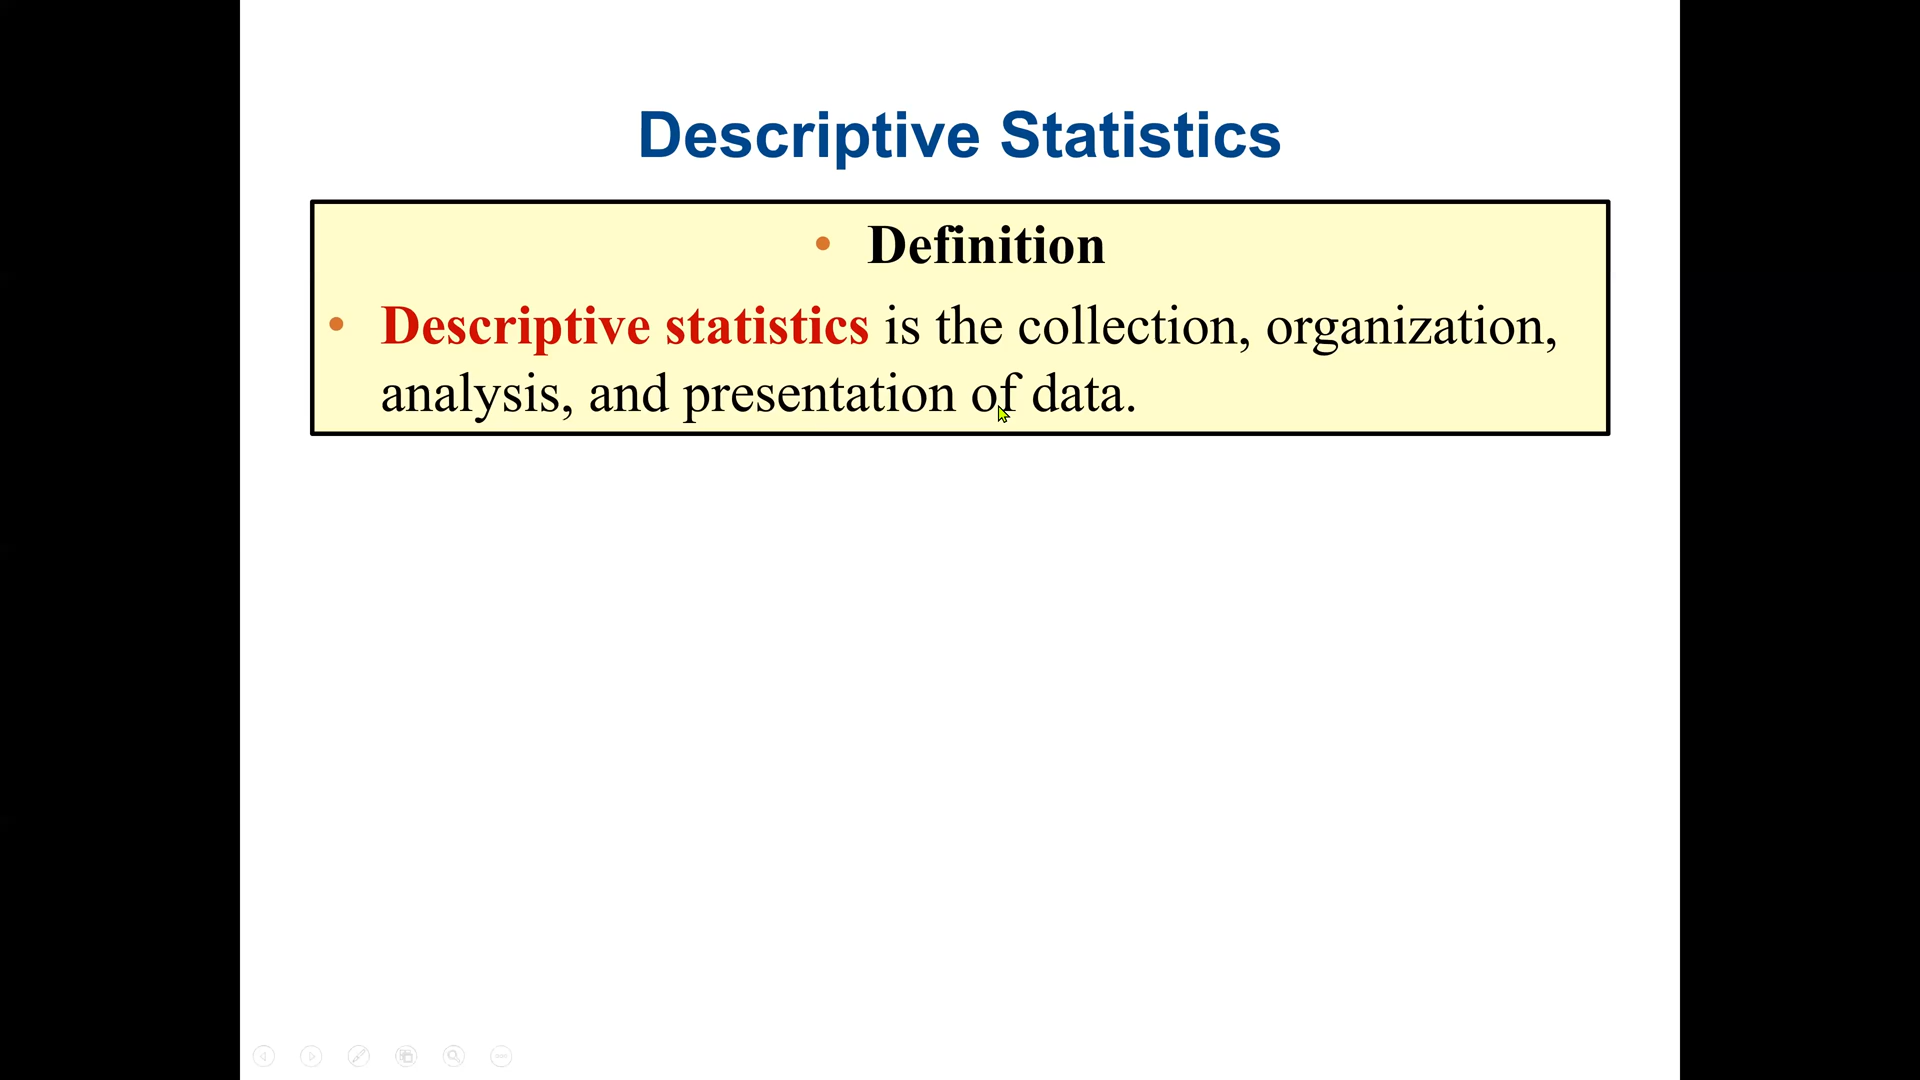 Descriptive Statistics
• Definition
• Descriptive statistics is the collection, organization,
analysis, and presentation of data.